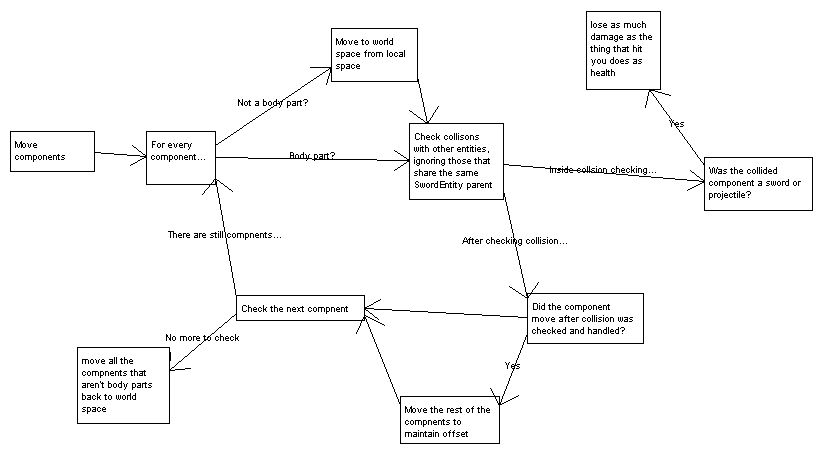 lose as much
damage as the
thing that hit
you does as
health
Move to world
space from local
space
Not a body part?
Yes
Move
components
For every
component...
Body part?
Check collisons
with other entities,
ignoring those that
share the same
SwordEntity parent
Inside collsion checking...
Was the collided
component a sword or
projectile?
There are still compnents...
After checking collision...
Check the next compnent
Did the component
move after collision was
checked and handled?
No more to check
Yes
move all the
compnents that
aren't body parts
back to world
space
Move the rest of the
compnents to
maintain offset